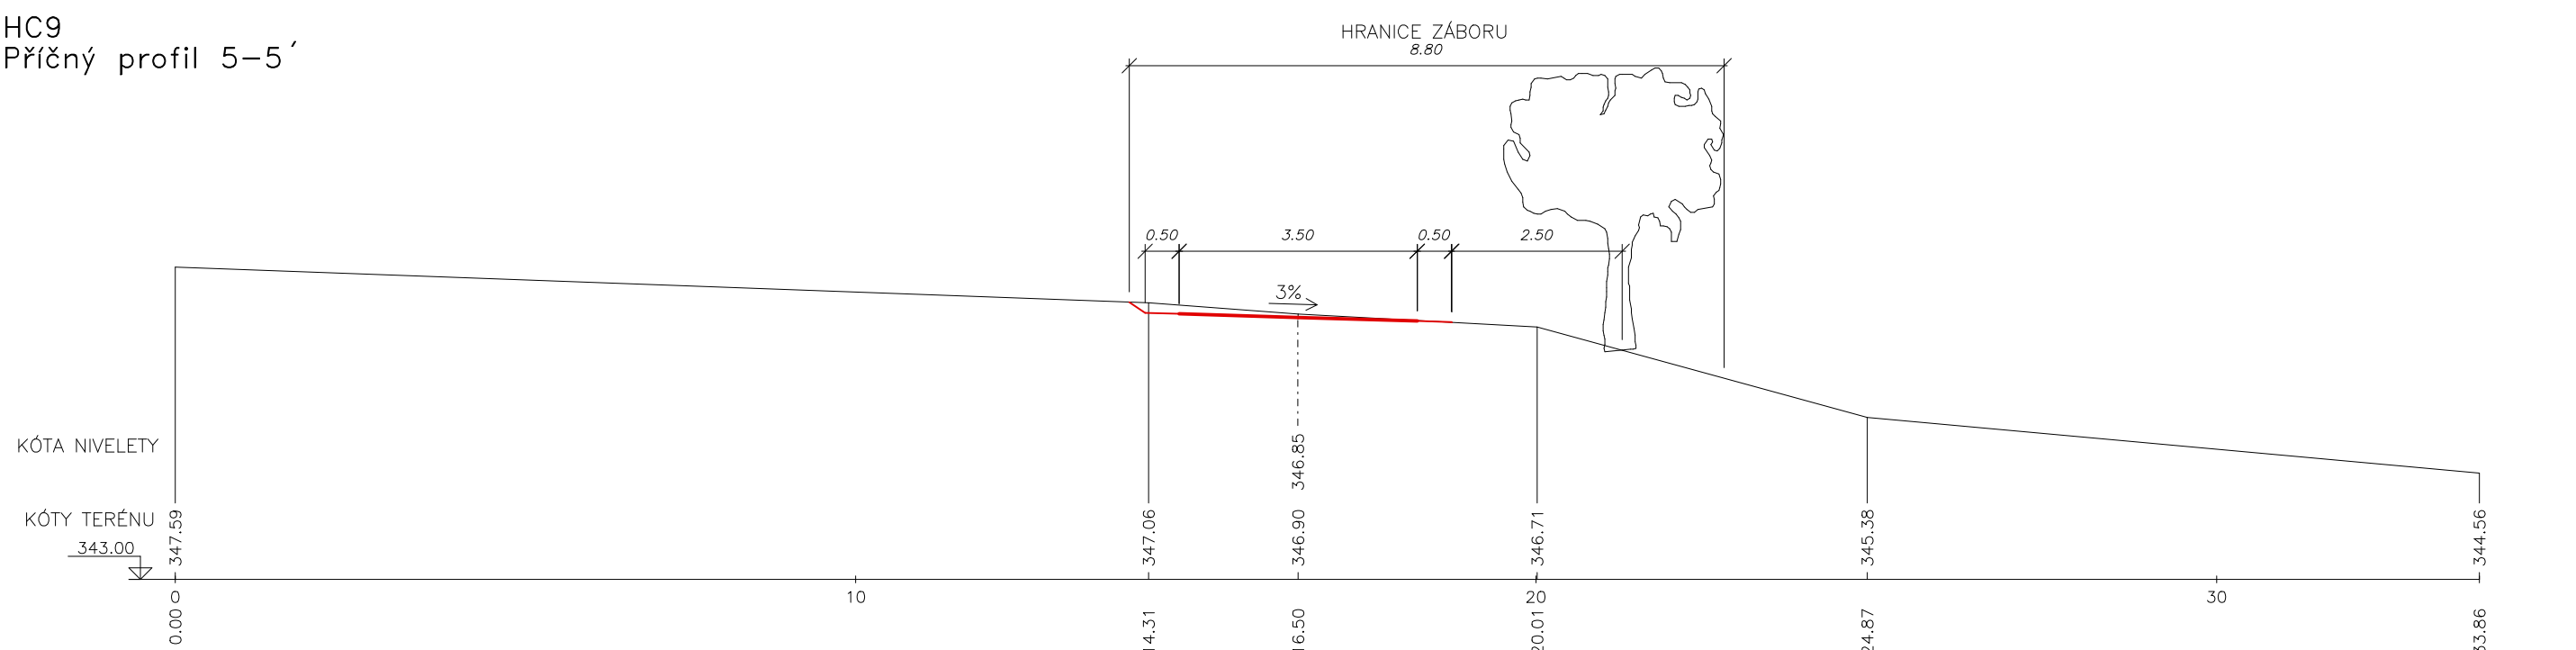 HC9
Příčný profil 5-5´
HRANICE ZÁBORU
8.80
0.50 3.50 0.50 2.50
3%
KÓTA NIVELETY 346.85
KÓTY TERÉNU 347.59 347.06 346.90 346.71 345.38 344.56
343.00
0 10 20 30
0.00 14.31 16.50 20.01 24.87 33.86